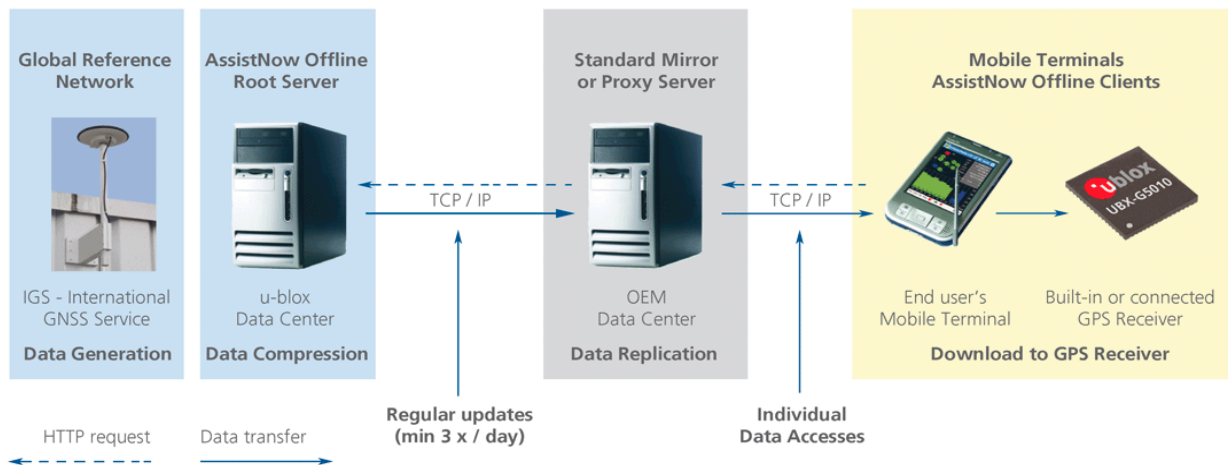 Global Reference
Network
IGS - International
GNSS Service
Data Generation
AssistNow Offline
Root Server
u-blox
Data Center
Data Compression
TCP / IP
Regular updates
(min 3 x / day)
Standard Mirror
or Proxy Server
OEM
Data Center
Data Replication
TCP / IP
Individual
Data Accesses
Mobile Terminals
AssistNow Offline Clients
End user's
Mobile Terminal
ublox
UBX-G5010
Built-in or connected
GPS Receiver
Download to GPS Receiver
HTTP request
Data transfer